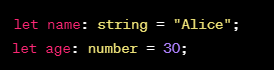 let name: string = "Alice";
let age: number = 30;